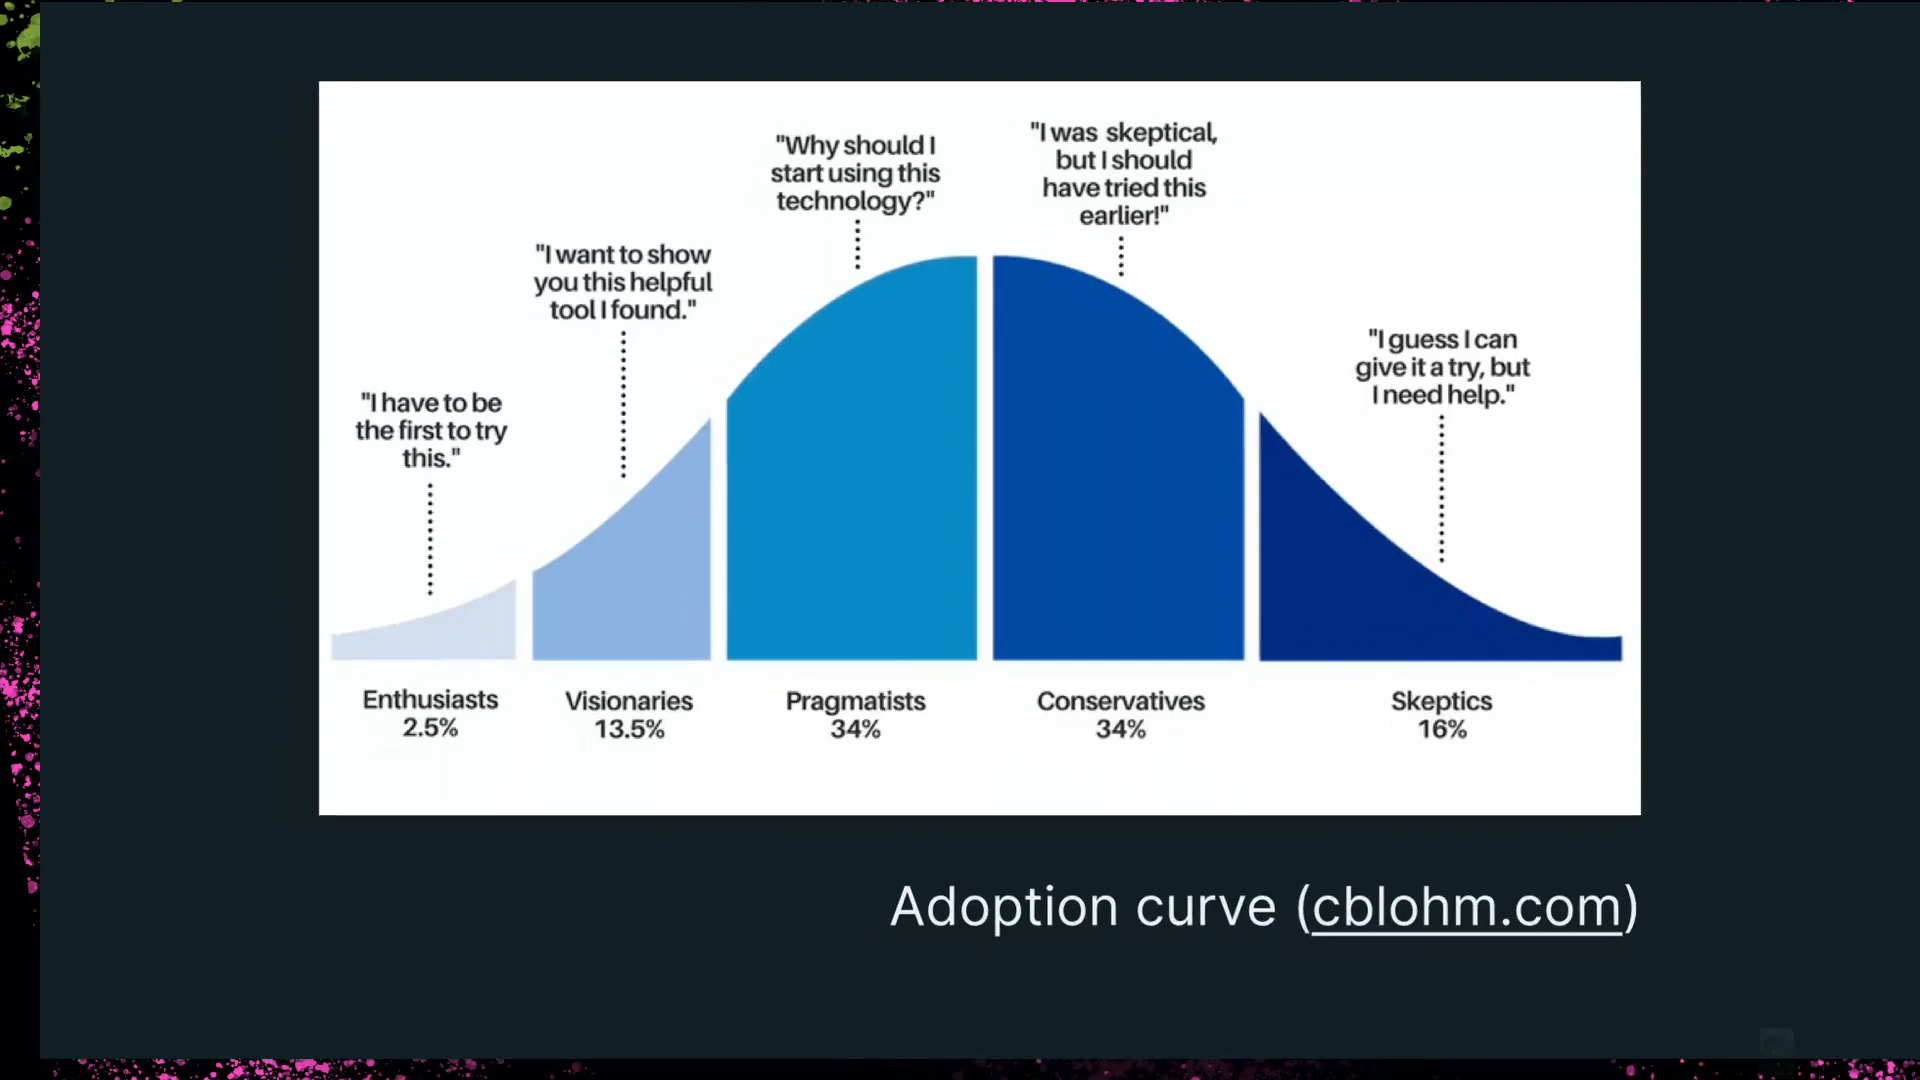 "I have to be
the first to try
this."
"I want to show
you this helpful
tool I found."
"Why should I
start using this
technology?"
"I was skeptical,
but I should
have tried this
earlier!"
"I guess I can
give it a try, but
I need help."
Enthusiasts
2.5%
Visionaries
13.5%
Pragmatists
34%
Conservatives
34%
Skeptics
16%
Adoption curve (cblohm.com)